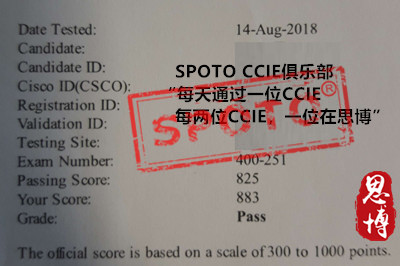 Date Tested: 14-Aug-2018
Candidate:
Candidate ID:
SPOTO CCIE俱乐部
Cisco ID(CSCO):
“每天通过一位CCIE
Registration ID:
每两位CCIE，一位在思博”
Validation ID:
SPOTO®
Testing Site:
Exam Number: 400-251
Passing Score: 825
Your Score: 883
Grade: Pass
思博
The official score is based on a scale of 300 to 1000 points.